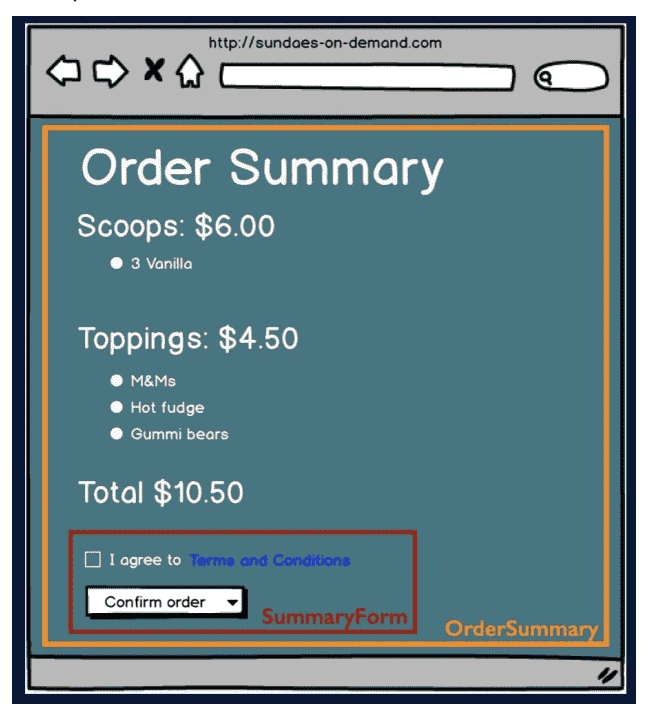 http://sundaes-on-demand.com
Order Summary
Scoops: $6.00
3 Vanilla
Toppings: $4.50
M&Ms
Hot fudge
Gummi bears
Total $10.50
I agree to Terms and Conditions
Confirm order
SummaryForm
OrderSummary